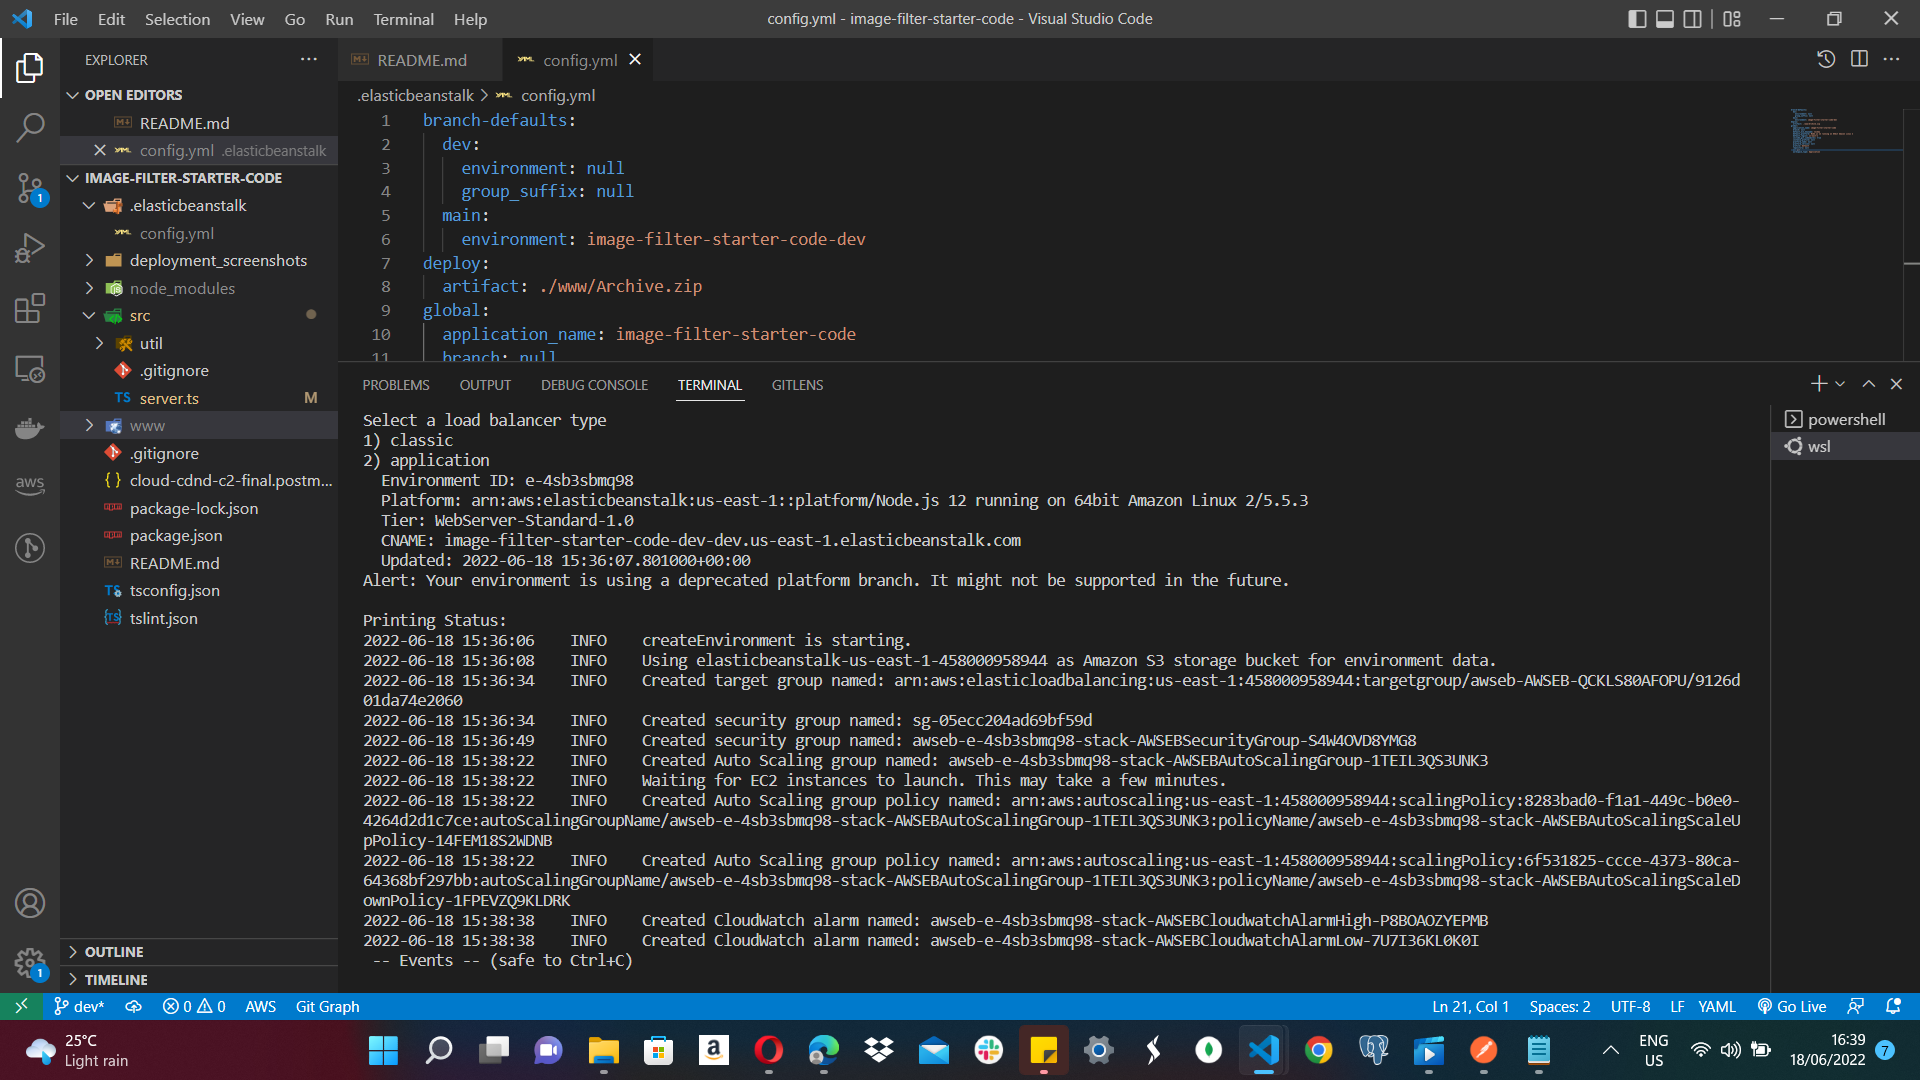 File Edit Selection View Go Run Terminal Help
config.yml - image-filter-starter-code - Visual Studio Code
EXPLORER
OPEN EDITORS
README.md
config.yml .elasticbeanstalk
IMAGE-FILTER-STARTER-CODE
.elasticbeanstalk
config.yml
deployment_screenshots
node_modules
src
util
.gitignore
TS server.ts M
www
.gitignore
{ } cloud-cdnd-c2-final.postm...
package-lock.json
package.json
README.md
tsconfig.json
tslint.json
OUTLINE
TIMELINE
aws
1
1
README.md
config.yml
.elasticbeanstalk > config.yml
1 branch-defaults:
2 dev:
3 environment: null
4 group_suffix: null
5 main:
6 environment: image-filter-starter-code-dev
7 deploy:
8 artifact: ./www/Archive.zip
9 global:
10 application_name: image-filter-starter-code
11 branch: null
PROBLEMS OUTPUT DEBUG CONSOLE TERMINAL GITLENS
powershell
wsl
Select a load balancer type
1) classic
2) application
Environment ID: e-4sb3sbmq98
Platform: arn:aws:elasticbeanstalk:us-east-1::platform/Node.js 12 running on 64bit Amazon Linux 2/5.5.3
Tier: WebServer-Standard-1.0
CNAME: image-filter-starter-code-dev-dev.us-east-1.elasticbeanstalk.com
Updated: 2022-06-18 15:36:07.801000+00:00
Alert: Your environment is using a deprecated platform branch. It might not be supported in the future.
Printing Status:
2022-06-18 15:36:06 INFO createEnvironment is starting.
2022-06-18 15:36:08 INFO Using elasticbeanstalk-us-east-1-458000958944 as Amazon S3 storage bucket for environment data.
2022-06-18 15:36:34 INFO Created target group named: arn:aws:elasticloadbalancing:us-east-1:458000958944:targetgroup/awseb-AWSEB-QCKLS80AFOPU/9126d
01da74e2060
2022-06-18 15:36:34 INFO Created security group named: sg-05ecc204ad69bf59d
2022-06-18 15:36:49 INFO Created security group named: awseb-e-4sb3sbmq98-stack-AWSEBSecurityGroup-S4W4OVD8YMG8
2022-06-18 15:38:22 INFO Created Auto Scaling group named: awseb-e-4sb3sbmq98-stack-AWSEBAutoScalingGroup-1TEIL3QS3UNK3
2022-06-18 15:38:22 INFO Waiting for EC2 instances to launch. This may take a few minutes.
2022-06-18 15:38:22 INFO Created Auto Scaling group policy named: arn:aws:autoscaling:us-east-1:458000958944:scalingPolicy:8283bad0-f1a1-449c-b0e0-
4264d2d1c7ce:autoScalingGroupName/awseb-e-4sb3sbmq98-stack-AWSEBAutoScalingGroup-1TEIL3QS3UNK3:policyName/awseb-e-4sb3sbmq98-stack-AWSEBAutoScalingScaleU
pPolicy-14FEM18S2WDNB
2022-06-18 15:38:22 INFO Created Auto Scaling group policy named: arn:aws:autoscaling:us-east-1:458000958944:scalingPolicy:6f531825-ccce-4373-80ca-
64368bf297bb:autoScalingGroupName/awseb-e-4sb3sbmq98-stack-AWSEBAutoScalingGroup-1TEIL3QS3UNK3:policyName/awseb-e-4sb3sbmq98-stack-AWSEBAutoScalingScaleD
ownPolicy-1FPEVZQ9KLDRK
2022-06-18 15:38:38 INFO Created CloudWatch alarm named: awseb-e-4sb3sbmq98-stack-AWSEBCloudwatchAlarmHigh-P8BOAOZYEPMB
2022-06-18 15:38:38 INFO Created CloudWatch alarm named: awseb-e-4sb3sbmq98-stack-AWSEBCloudwatchAlarmLow-7U7I36KL0K0I
-- Events -- (safe to Ctrl+C)
dev* 0 0 AWS Git Graph
Ln 21, Col 1 Spaces: 2 UTF-8 LF YAML Go Live
25°C
Light rain
ENG
US
16:39
18/06/2022
7